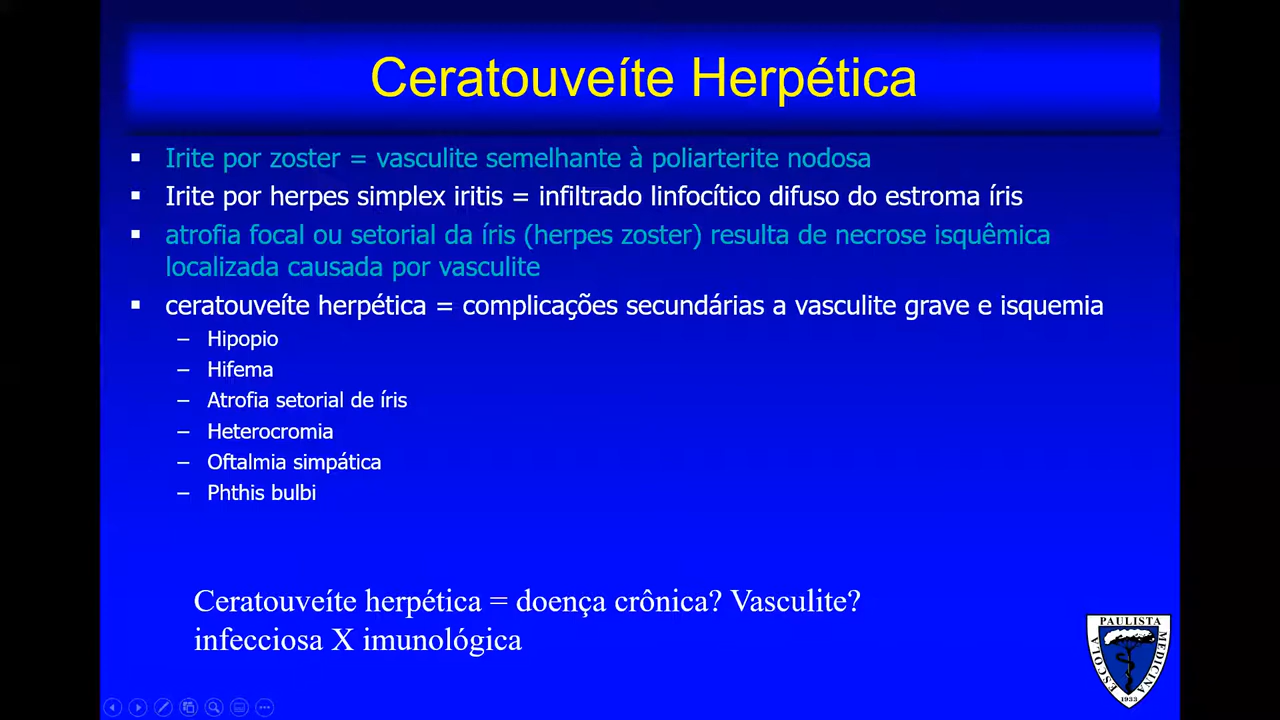 Ceratouveíte Herpética
▪ Irite por zoster = vasculite semelhante à poliarterite nodosa
▪ Irite por herpes simplex iritis = infiltrado linfocítico difuso do estroma íris
▪ atrofia focal ou setorial da íris (herpes zoster) resulta de necrose isquêmica
localizada causada por vasculite
▪ ceratouveíte herpética = complicações secundárias a vasculite grave e isquemia
– Hipopio
– Hifema
– Atrofia setorial de íris
– Heterocromia
– Oftalmia simpática
– Phthis bulbi
Ceratouveíte herpética = doença crônica? Vasculite?
infecciosa X imunológica
ESCOLA PAULISTA MEDICINA
1933